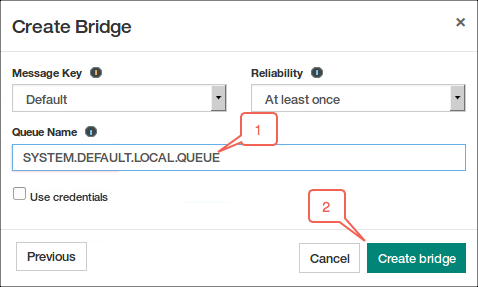 Create Bridge ×
Message Key i Reliability i
Default At least once
Queue Name i
1
SYSTEM.DEFAULT.LOCAL.QUEUE
Use credentials
2
Previous Cancel Create bridge